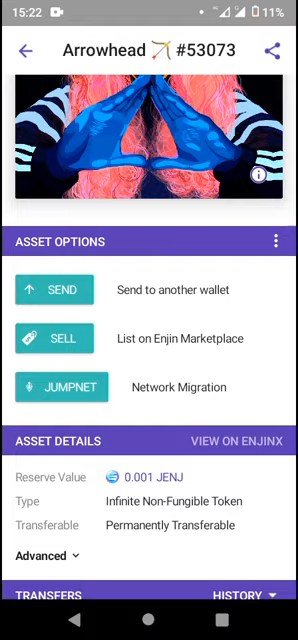 15:22 11%
Arrowhead 🏹 #53073
ASSET OPTIONS
SEND Send to another wallet
SELL List on Enjin Marketplace
JUMPNET Network Migration
ASSET DETAILS VIEW ON ENJINX
Reserve Value 0.001 JENJ
Type Infinite Non-Fungible Token
Transferable Permanently Transferable
Advanced
TRANSFERS HISTORY